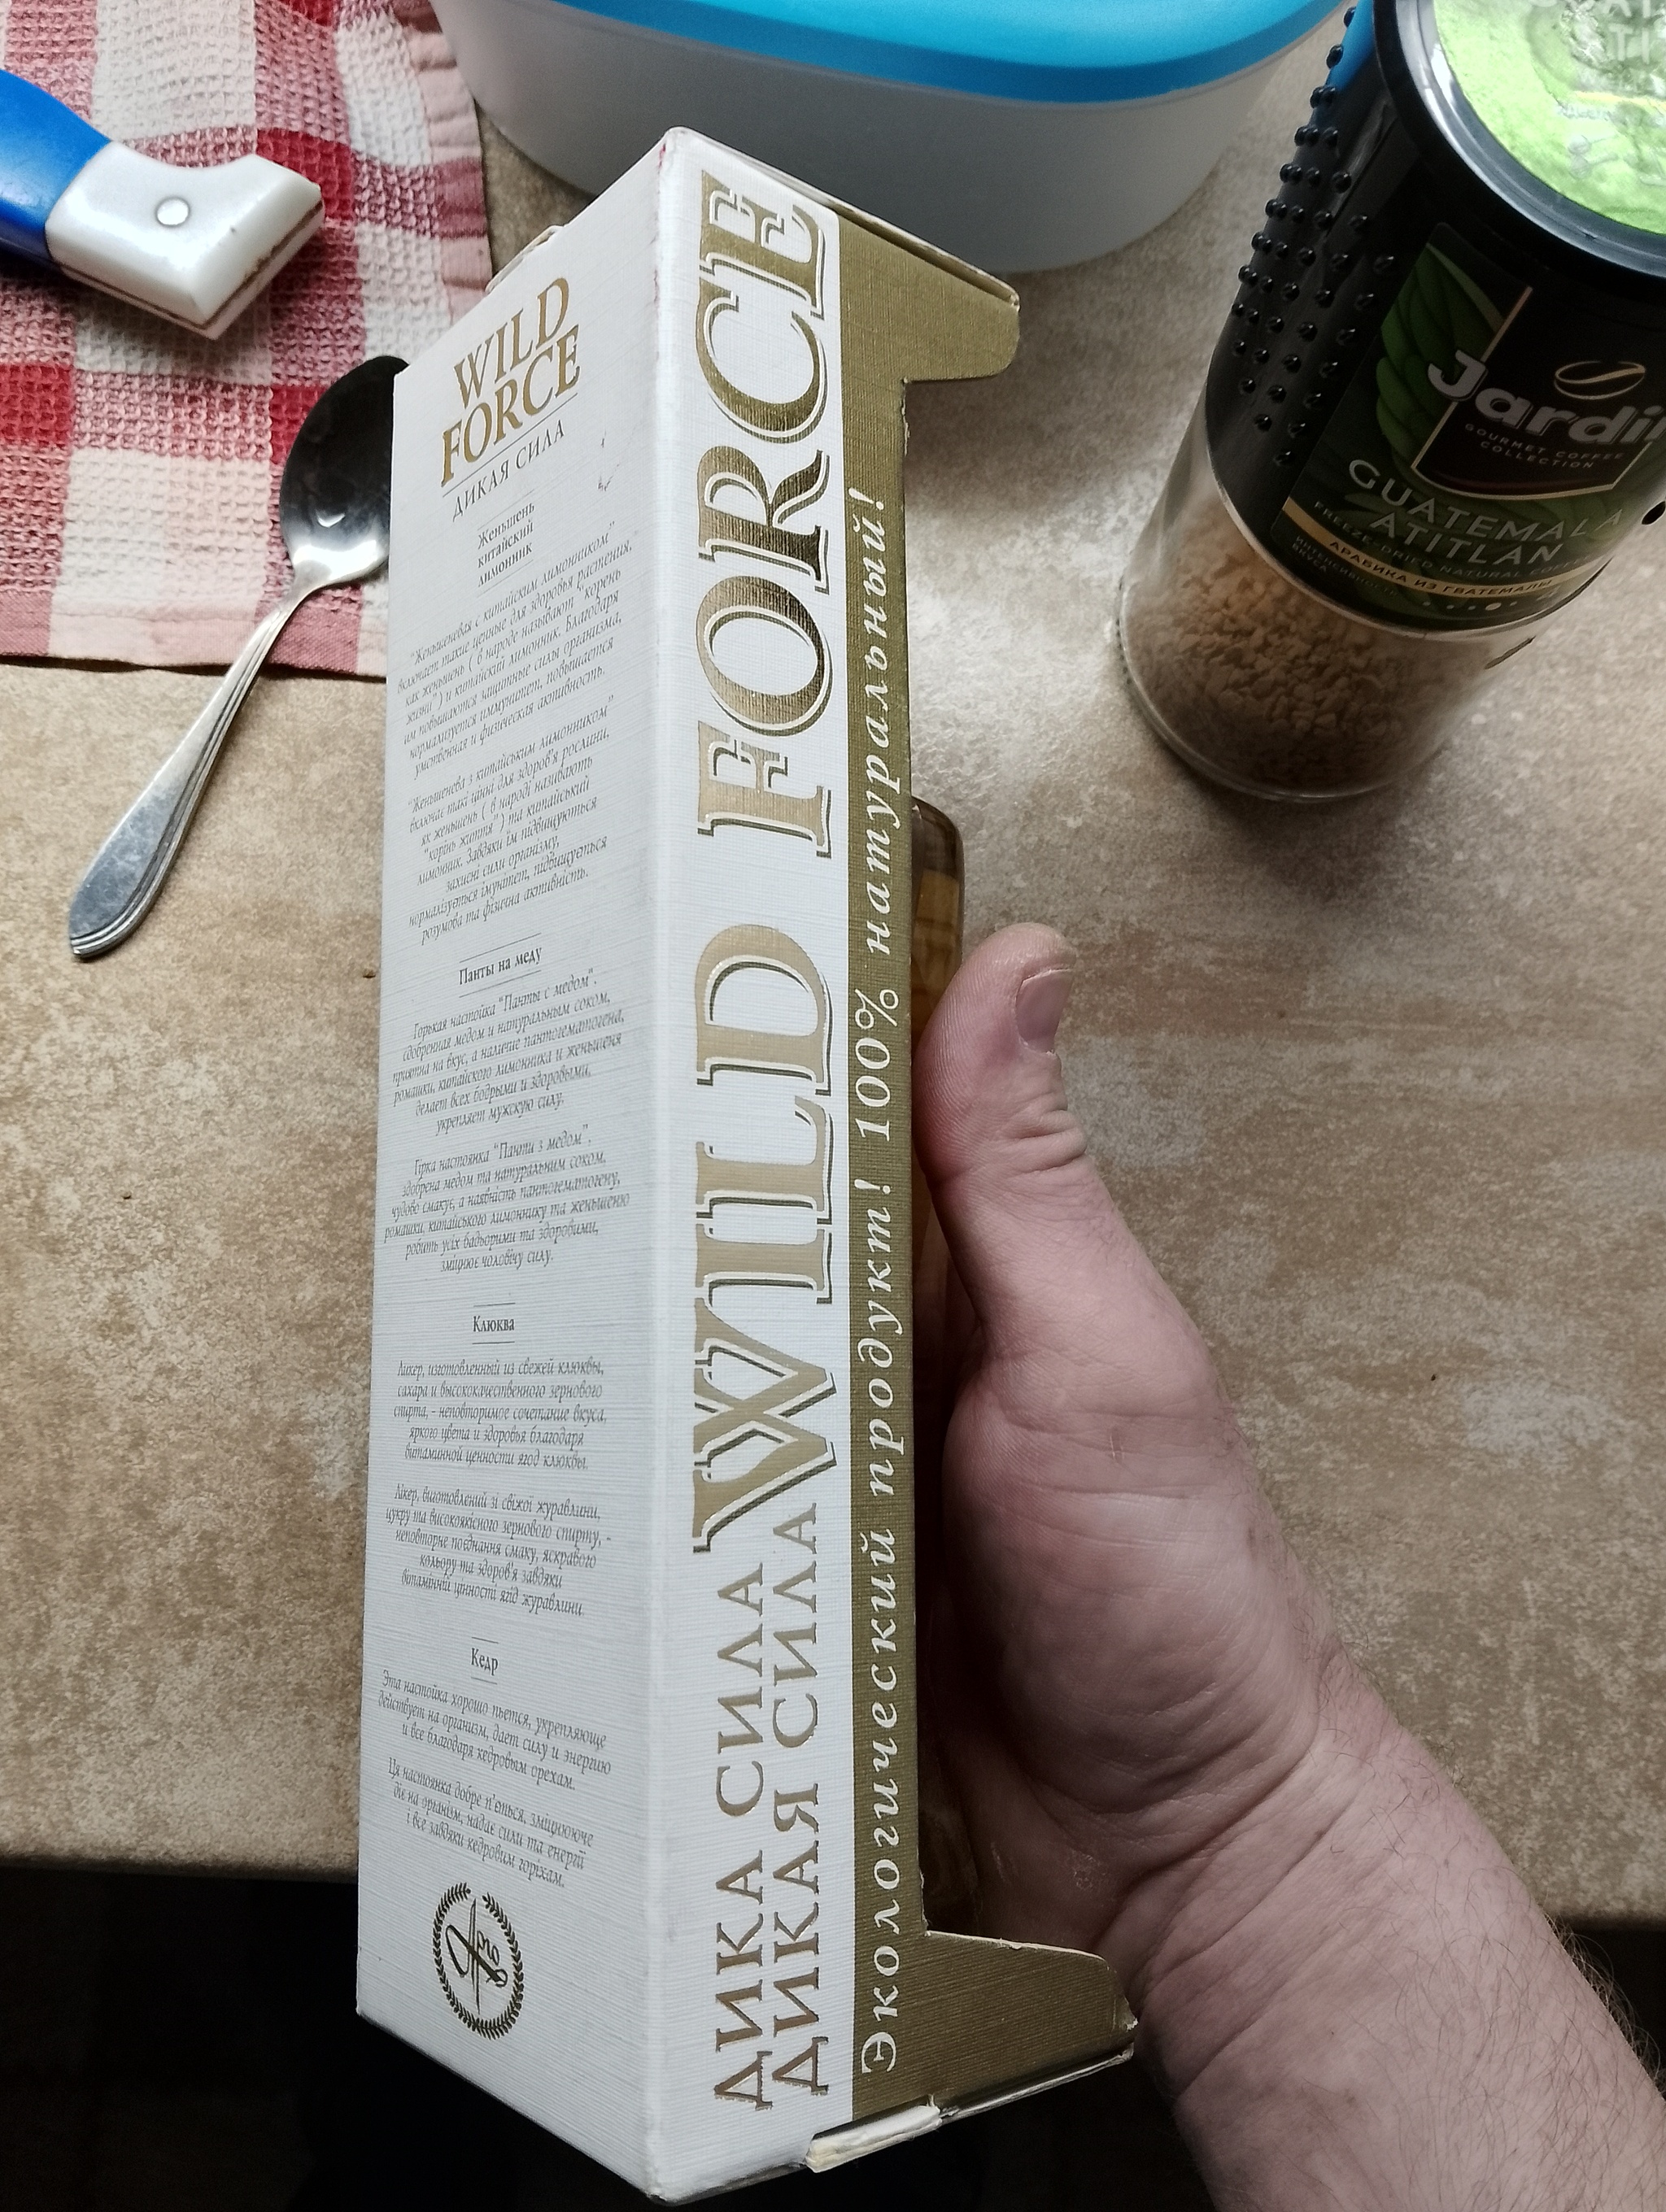 WILD
FORCE
ДИКАЯ СИЛА
Женьшень
китайский
лимонник
"Женьшеневая с китайским лимонником"
включает такие ценные для здоровья растения,
как женьшень ( в народе называют "корень
жизни") и китайский лимонник. Благодаря
им повышаются защитные силы организма,
нормализуется иммунитет, повышается
умственная и физическая активность.
"Женьшенева з китайським лимонником"
включає такі цінні для здоров'я рослини,
як женьшень ( в народі називають
"корінь життя") та китайський
лимонник. Завдяки їм підвищуються
захисні сили організму,
нормалізується імунітет, підвищується
розумова та фізична активність.
Панты на меду
Горькая настойка "Панты с медом",
сдобренная медом и натуральным соком,
приятна на вкус, а наличие пантогематогена,
ромашки, китайского лимонника и женьшеня
делает всех бодрыми и здоровыми,
укрепляет мужскую силу.
Гірка настоянка "Панти з медом",
здобрена медом та натуральним соком,
чудово смакує, а наявність пантогематогену,
ромашки, китайського лимоннику та женьшеню
робить усіх бадьорими та здоровими,
зміцнює чоловічу силу.
Клюква
Ликер, изготовленный из свежей клюквы,
сахара и высококачественного зернового
спирта, - неповторимое сочетание вкуса,
яркого цвета и здоровья благодаря
витаминной ценности ягод клюквы.
Лікер, виготовлений зі свіжої журавлини,
цукру та високоякісного зернового спирту, -
неповторне поєднання смаку, яскравого
кольору та здоров'я завдяки
вітамінній цінності ягід журавлини.
Кедр
Эта настойка хорошо пьется, укрепляюще
действует на организм, дает силу и энергию
и все благодаря кедровым орехам.
Ця настоянка добре п'ється, зміцнююче
діє на організм, надає сили та енергії
і все завдяки кедровим горіхам.
Арго
ДИКА СИЛА
ДИКАЯ СИЛА
WILD FORCE
Экологический продукт! 100% натуральный!
Jardi
GOURMET COFFEE
COLLECTION
GUATEMALA
ATITLAN
FREEZE-DRIED NATURAL COFFEE
АРАБИКА ИЗ ГВАТЕМАЛЫ